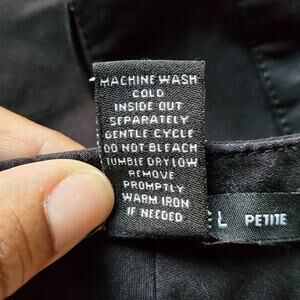 MACHINE WASH
COLD
INSIDE OUT
SEPARATELY
GENTLE CYCLE
DO NOT BLEACH
TUMBLE DRY LOW
REMOVE
PROMPTLY
WARM IRON
IF NEEDED
L PETITE